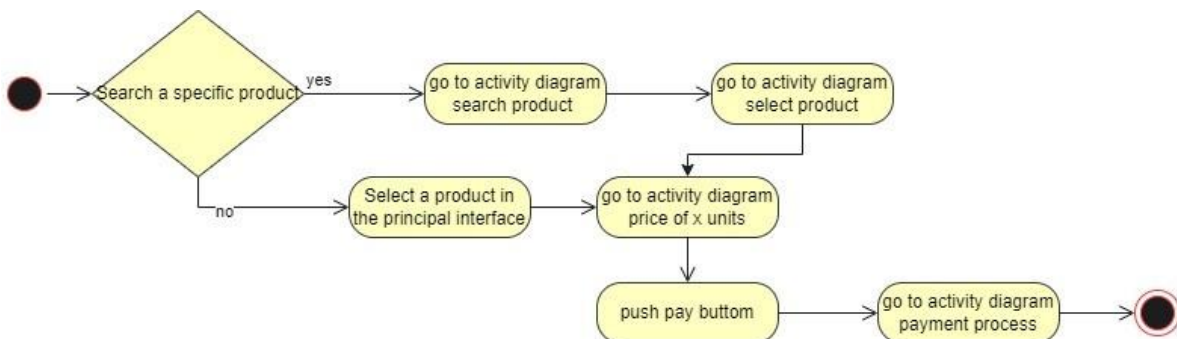 Search a specific product
yes
go to activity diagram
search product
go to activity diagram
select product
no
Select a product in
the principal interface
go to activity diagram
price of x units
push pay buttom
go to activity diagram
payment process